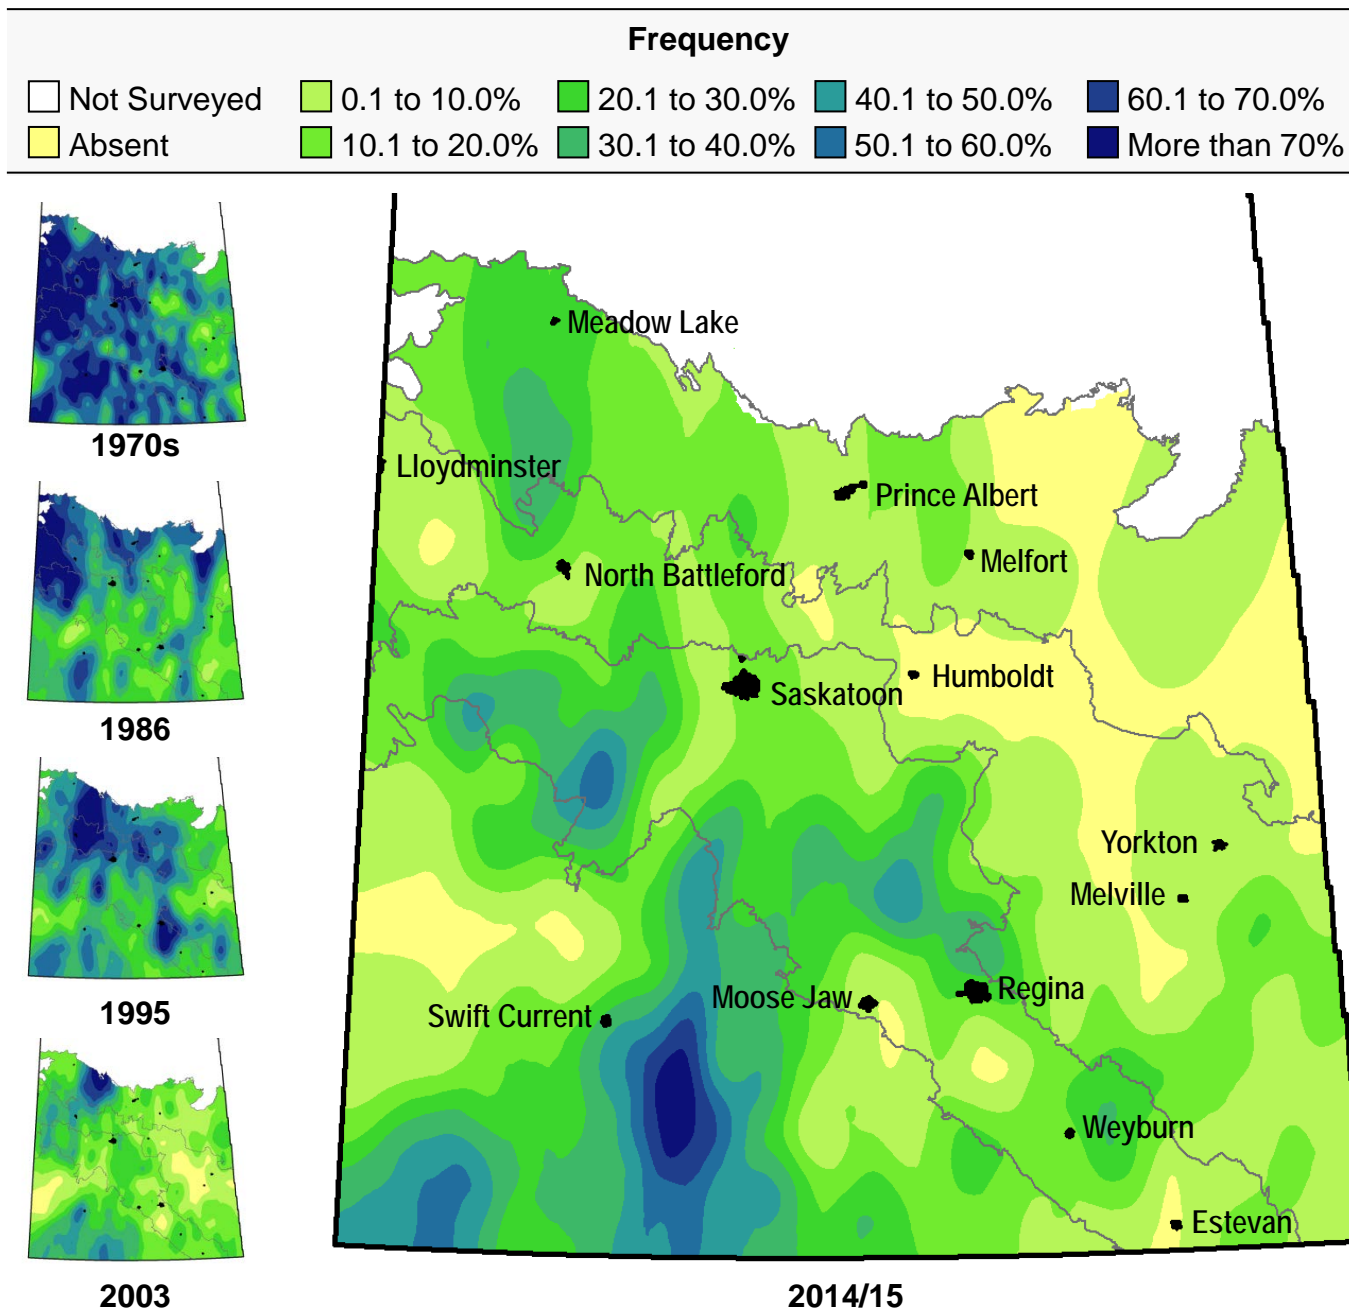 Frequency
Not Surveyed
0.1 to 10.0%
20.1 to 30.0%
40.1 to 50.0%
60.1 to 70.0%
Absent
10.1 to 20.0%
30.1 to 40.0%
50.1 to 60.0%
More than 70%
1970s
1986
1995
2003
Meadow Lake
Lloydminster
Prince Albert
Melfort
North Battleford
Humboldt
Saskatoon
Yorkton
Melville
Regina
Moose Jaw
Swift Current
Weyburn
Estevan
2014/15